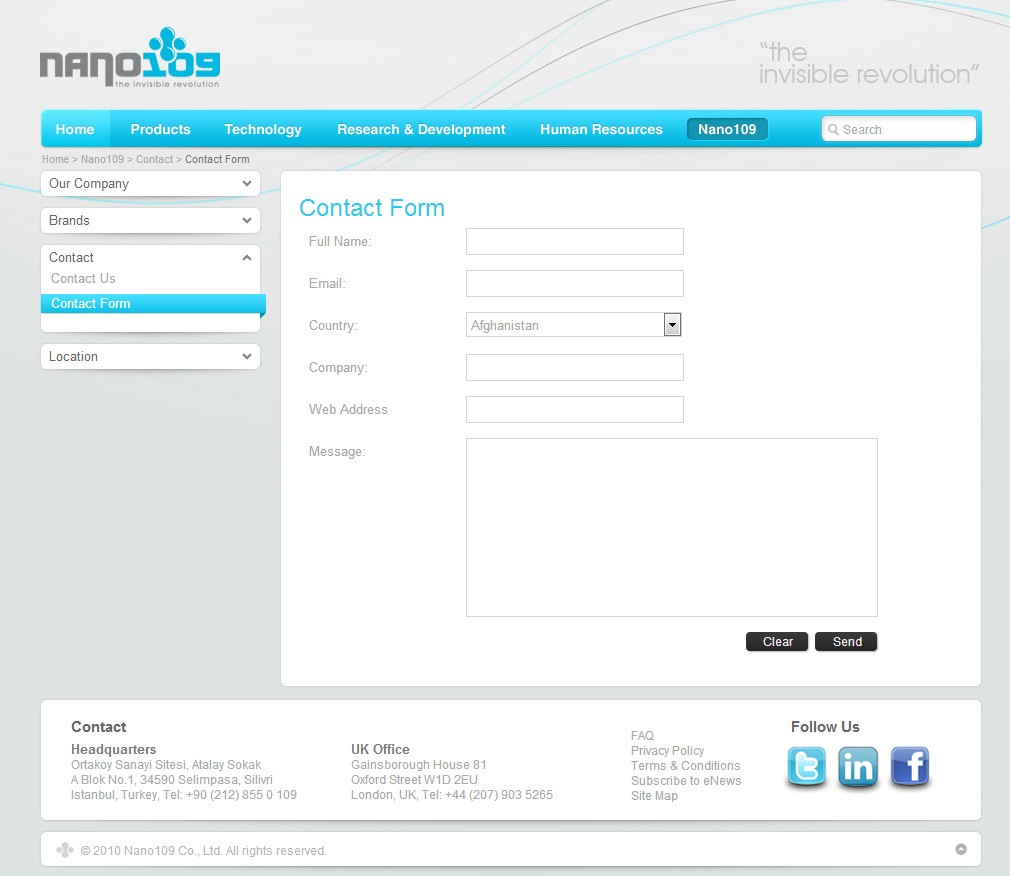 nano109
the invisible revolution
“the
invisible revolution“
Home Products Technology Research & Development Human Resources Nano109 Search
Home > Nano109 > Contact > Contact Form
Our Company
Brands
Contact
Contact Us
Contact Form
Location
Contact Form
Full Name:
Email:
Country: Afghanistan
Company:
Web Address
Message:
Clear Send
Contact
Headquarters
Ortakoy Sanayi Sitesi, Atalay Sokak
A Blok No.1, 34590 Selimpasa, Silivri
Istanbul, Turkey, Tel: +90 (212) 855 0 109
UK Office
Gainsborough House 81
Oxford Street W1D 2EU
London, UK, Tel: +44 (207) 903 5265
FAQ
Privacy Policy
Terms & Conditions
Subscribe to eNews
Site Map
Follow Us
t in f
© 2010 Nano109 Co., Ltd. All rights reserved.